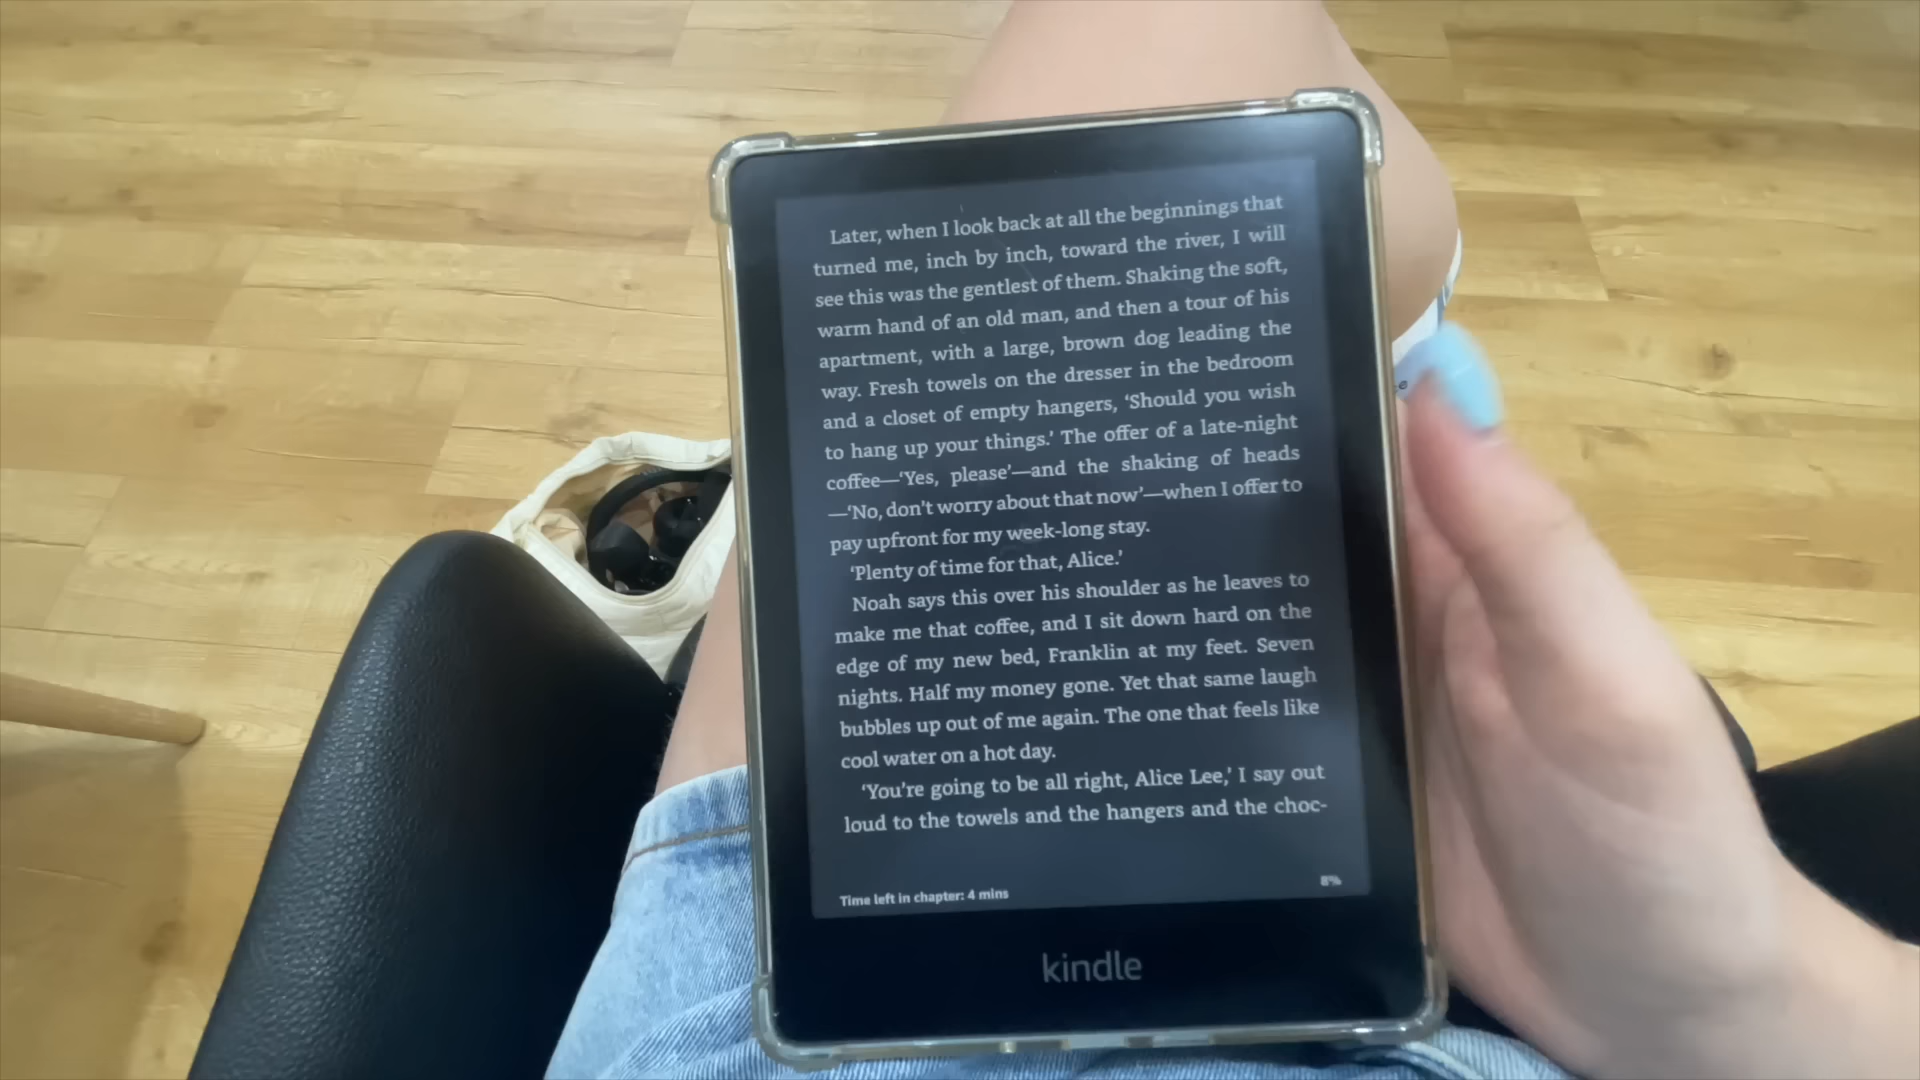 Later, when I look back at all the beginnings that
turned me, inch by inch, toward the river, I will
see this was the gentlest of them. Shaking the soft,
warm hand of an old man, and then a tour of his
apartment, with a large, brown dog leading the
way. Fresh towels on the dresser in the bedroom
and a closet of empty hangers, ‘Should you wish
to hang up your things.’ The offer of a late-night
coffee—‘Yes, please’—and the shaking of heads
—‘No, don’t worry about that now’—when I offer to
pay upfront for my week-long stay.
‘Plenty of time for that, Alice.’
Noah says this over his shoulder as he leaves to
make me that coffee, and I sit down hard on the
edge of my new bed, Franklin at my feet. Seven
nights. Half my money gone. Yet that same laugh
bubbles up out of me again. The one that feels like
cool water on a hot day.
‘You’re going to be all right, Alice Lee,’ I say out
loud to the towels and the hangers and the choc-
Time left in chapter: 4 mins
8%
kindle